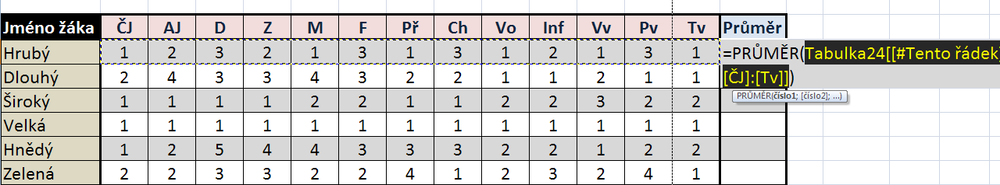 Jméno žáka ČJ AJ D Z M F Př Ch Vo Inf Vv Pv Tv Průměr
Hrubý 1 2 3 2 1 3 1 3 1 2 1 3 1 =PRŮMĚR(Tabulka24[[#Tento řádek]
Dlouhý 2 4 3 3 4 3 2 2 1 1 2 1 1 [ČJ]:[Tv]])
Široký 1 1 1 1 2 2 1 1 2 2 3 2 2 PRŮMĚR(číslo1; [číslo2]; ...)
Velká 1 1 1 1 1 1 1 1 1 1 1 1 1
Hnědý 1 2 5 4 4 3 3 3 2 2 1 2 2
Zelená 2 2 3 3 2 2 4 1 2 3 2 4 1